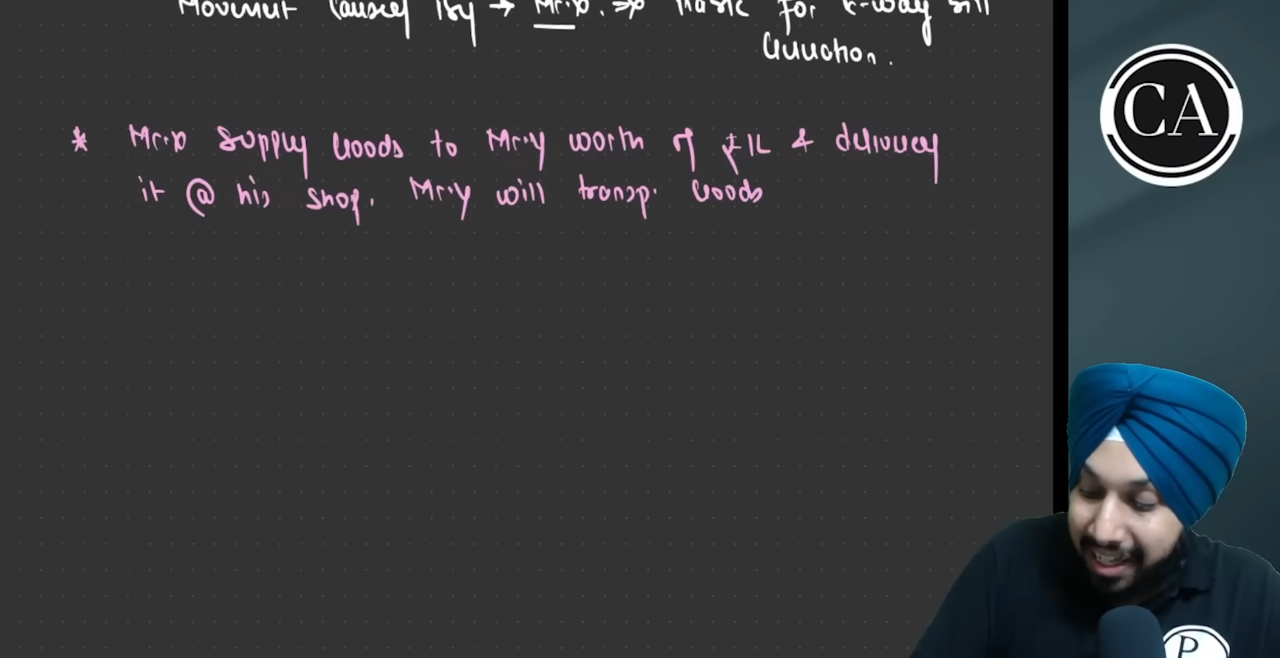 Movement Caused By → Mr.X. ⇒ Basic for E-way Bill
Generation.
* Mr.X Supply Goods to Mr.Y worth of ₹1L & delivery
it @ his shop. Mr.Y will transp. Goods
CA
P